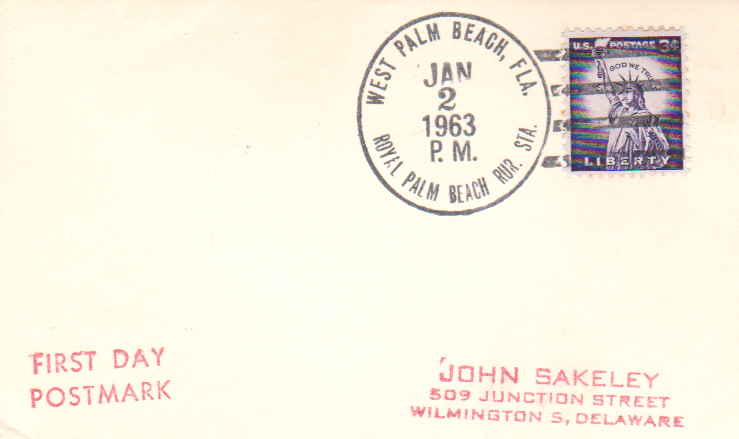 WEST PALM BEACH, FLA.
JAN
2
1963
P. M.
ROYAL PALM BEACH RUR. STA.
U.S. POSTAGE 3¢
IN GOD WE TRUST
LIBERTY
FIRST DAY
POSTMARK
JOHN SAKELEY
509 JUNCTION STREET
WILMINGTON 5, DELAWARE